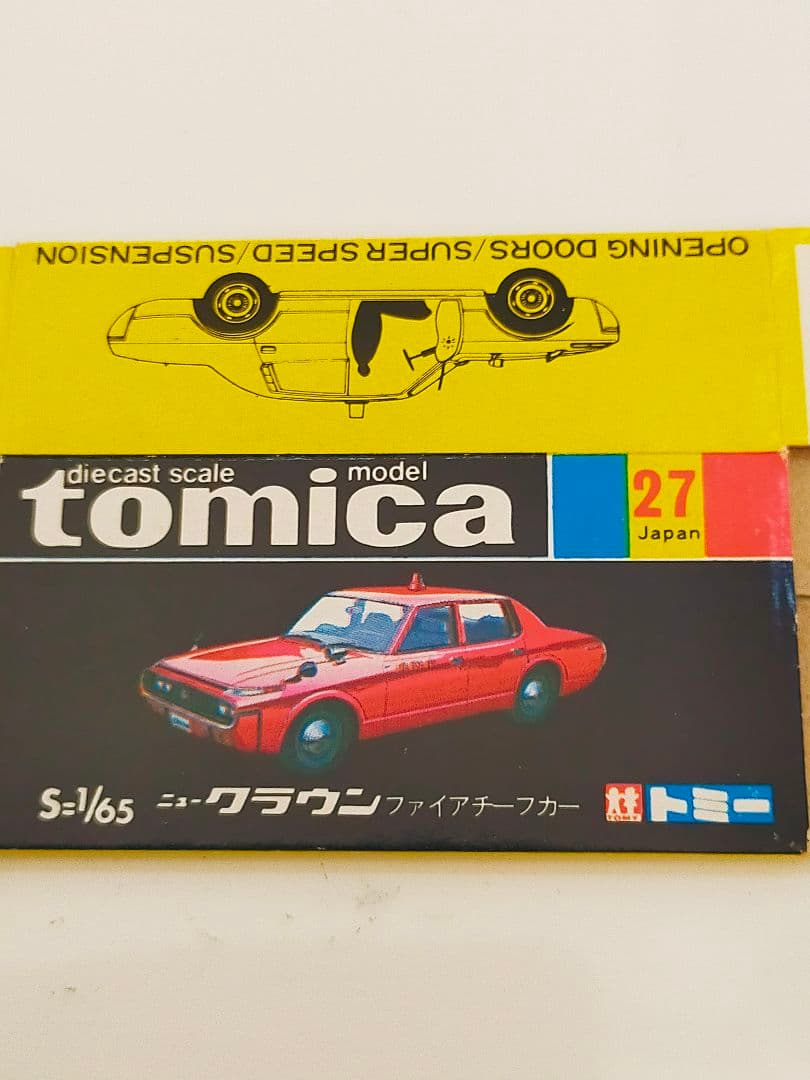 OPENING DOORS/SUPER SPEED/SUSPENSION
diecast scale model
tomica
27
Japan
S=1/65 ニュークラウン ファイアチーフカー
TOMY トミー